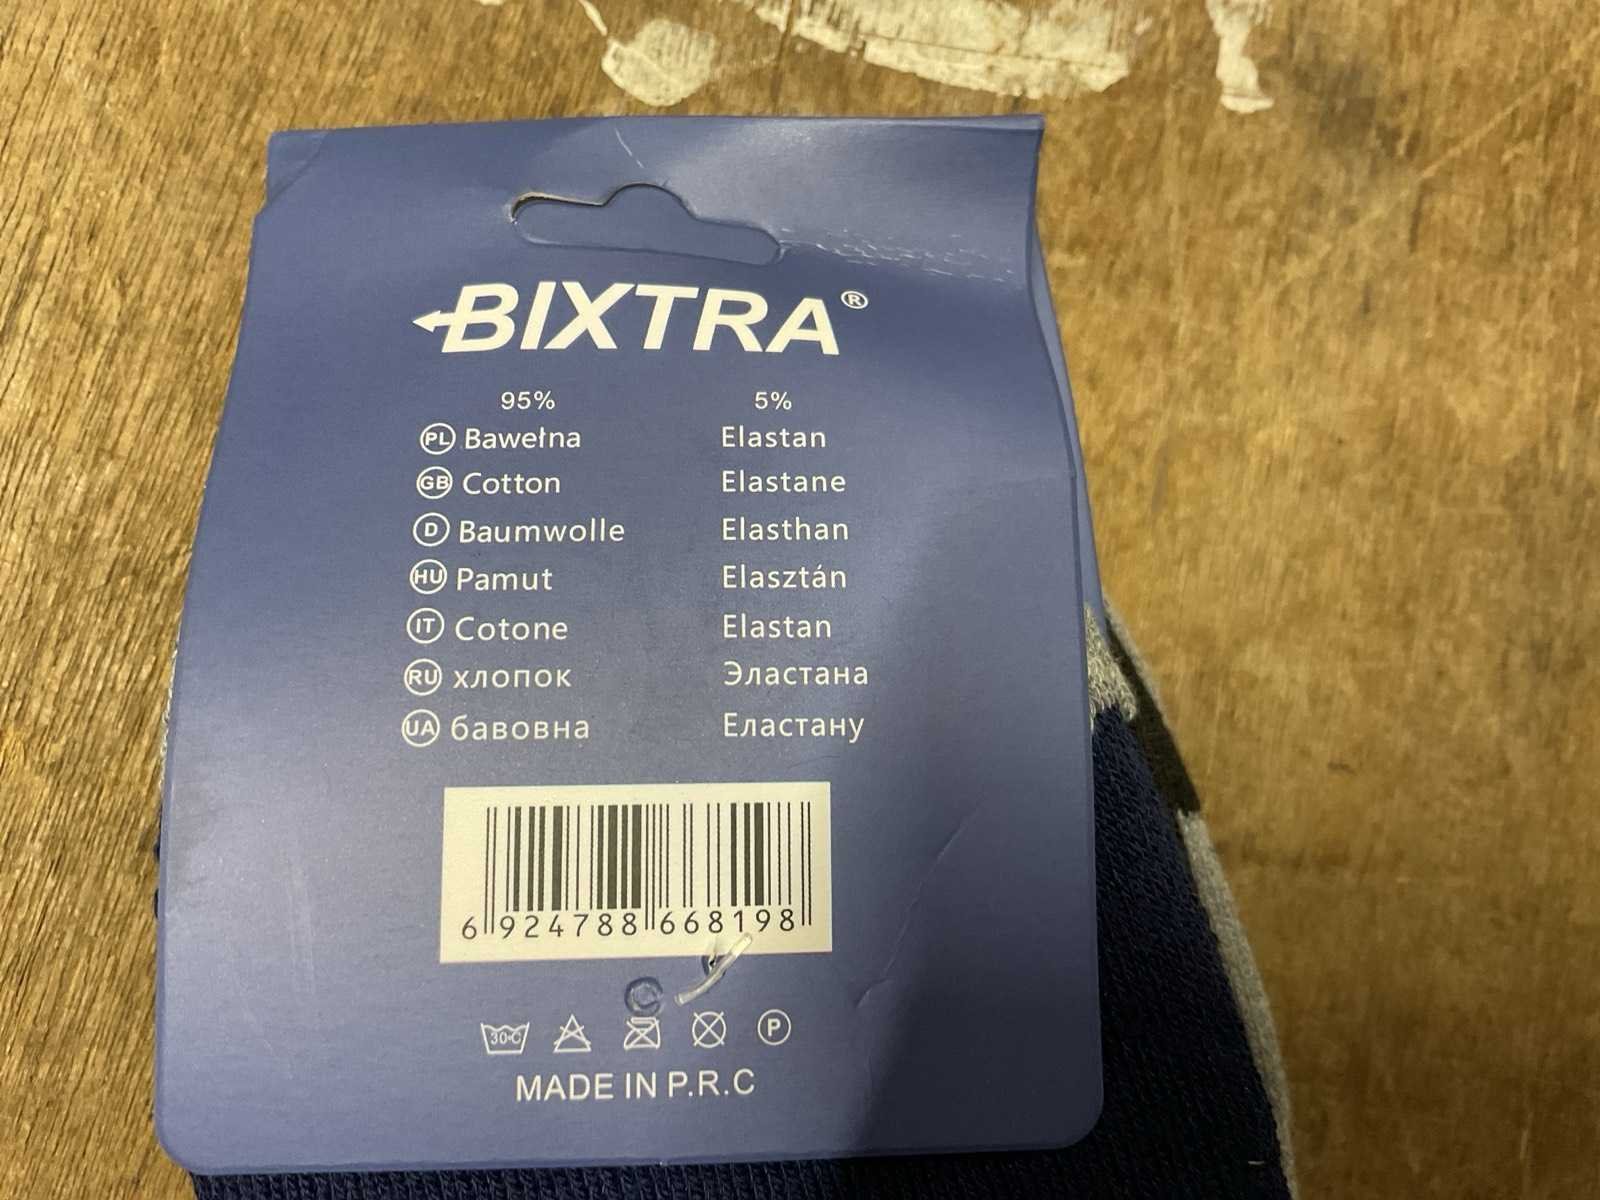 BIXTRA®
95% 5%
PL Bawełna Elastan
GB Cotton Elastane
D Baumwolle Elasthan
HU Pamut Elasztán
IT Cotone Elastan
RU хлопок Эластана
UA бавовна Еластану
6 924788 668198
30°C P
MADE IN P.R.C